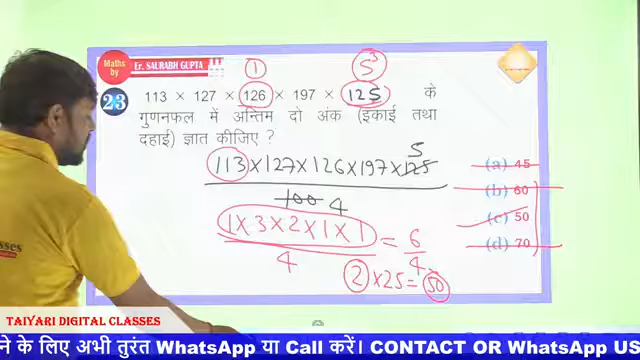 Maths by
Er. SAURABH GUPTA
1
5³
23
113 × 127 × 126 × 197 × 125 के
गुणनफल में अन्तिम दो अंक (इकाई तथा
दहाई) ज्ञात कीजिए ?
5
113×127×126×197×125
100 4
1×3×2×1×1
4
= 6
4
2 ×25= 50
(a) 45
(b) 60
(c) 50
(d) 70
sses
TAIYARI DIGITAL CLASSES
ने के लिए अभी तुरंत WhatsApp या Call करें। CONTACT OR WhatsApp US